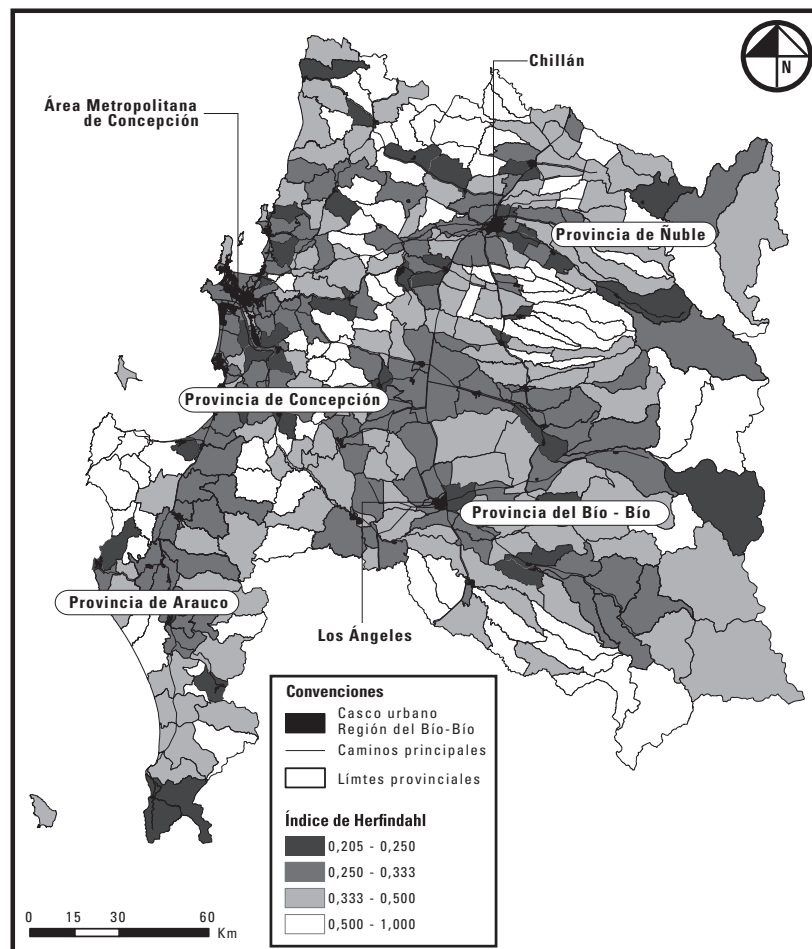 Chillán
N
Área Metropolitana
de Concepción
Provincia de Ñuble
Provincia de Concepción
Provincia del Bío - Bío
Provincia de Arauco
Los Ángeles
Convenciones
Casco urbano
Región del Bío-Bío
Caminos principales
Límtes provinciales
Índice de Herfindahl
0,205 - 0,250
0,250 - 0,333
0,333 - 0,500
0,500 - 1,000
0 15 30 60
Km